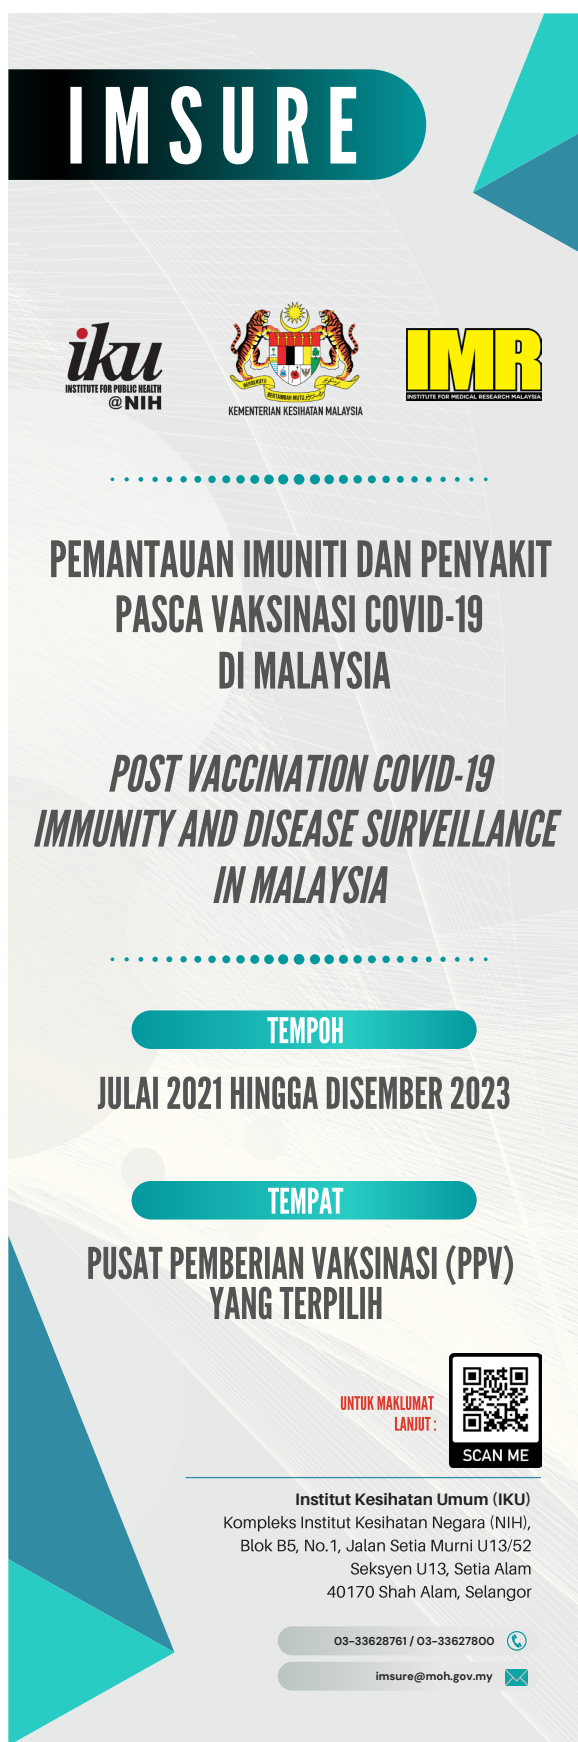 IMSURE
iku
INSTITUTE FOR PUBLIC HEALTH
@NIH
BERSEKUTU
BERTAMBAH MUTU
KEMENTERIAN KESIHATAN MALAYSIA
IMR
INSTITUTE FOR MEDICAL RESEARCH MALAYSIA
PEMANTAUAN IMUNITI DAN PENYAKIT
PASCA VAKSINASI COVID-19
DI MALAYSIA
POST VACCINATION COVID-19
IMMUNITY AND DISEASE SURVEILLANCE
IN MALAYSIA
TEMPOH
JULAI 2021 HINGGA DISEMBER 2023
TEMPAT
PUSAT PEMBERIAN VAKSINASI (PPV)
YANG TERPILIH
UNTUK MAKLUMAT
LANJUT :
SCAN ME
Institut Kesihatan Umum (IKU)
Kompleks Institut Kesihatan Negara (NIH),
Blok B5, No.1, Jalan Setia Murni U13/52
Seksyen U13, Setia Alam
40170 Shah Alam, Selangor
03-33628761 / 03-33627800
imsure@moh.gov.my